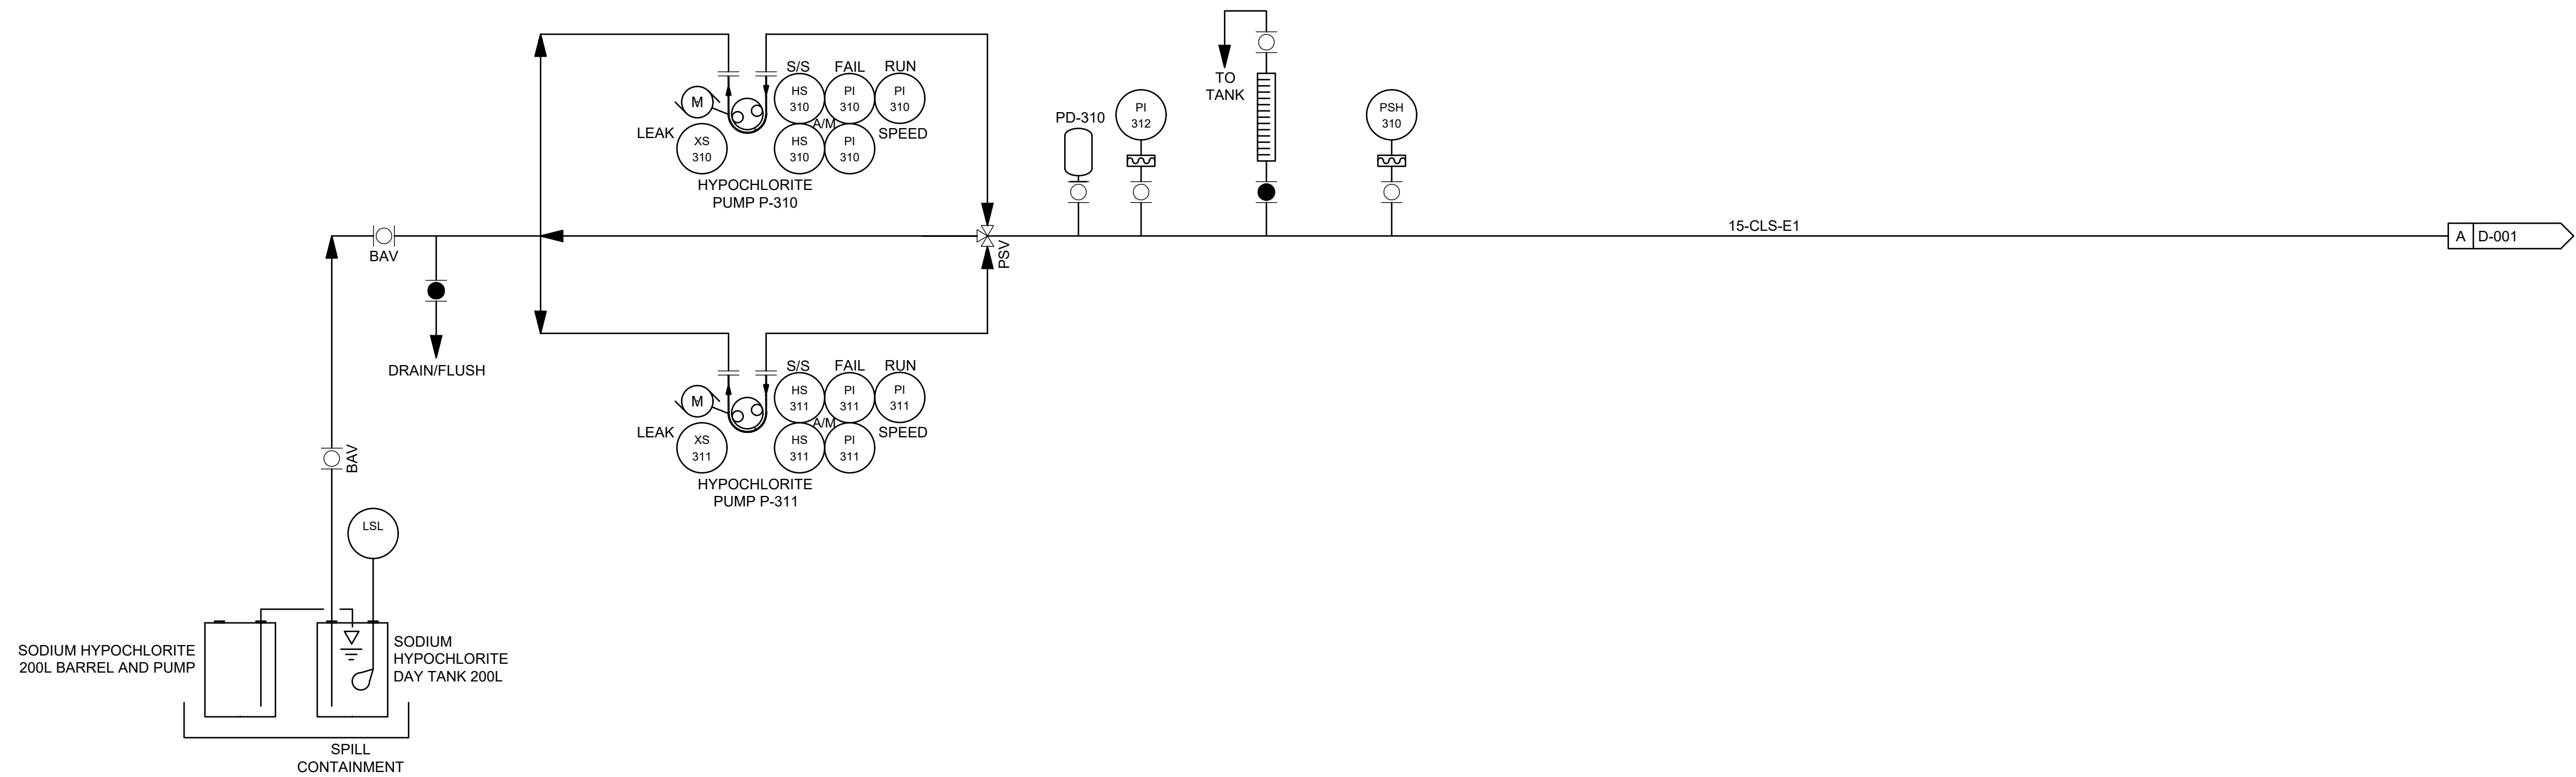 TO
TANK
S/S FAIL RUN
HS
310
PI
310
PI
310
M
A/M
LEAK
SPEED
XS
310
HS
310
PI
310
HYPOCHLORITE
PUMP P-310
PD-310
PI
312
PSH
310
BAV
PSV
15-CLS-E1
A D-001
DRAIN/FLUSH
S/S FAIL RUN
HS
311
PI
311
PI
311
M
A/M
LEAK
SPEED
XS
311
HS
311
PI
311
HYPOCHLORITE
PUMP P-311
BAV
LSL
SODIUM HYPOCHLORITE
200L BARREL AND PUMP
SODIUM
HYPOCHLORITE
DAY TANK 200L
SPILL
CONTAINMENT